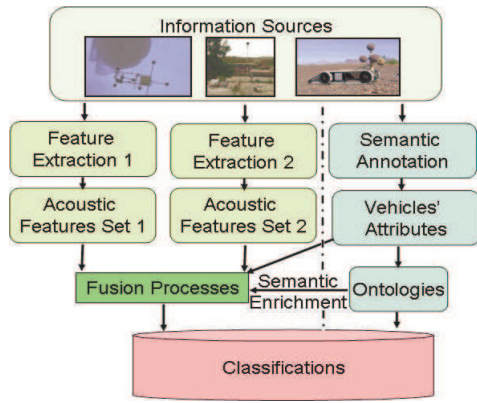 Information Sources
Feature
Extraction 1
Feature
Extraction 2
Semantic
Annotation
Acoustic
Features Set 1
Acoustic
Features Set 2
Vehicles'
Attributes
Fusion Processes
Semantic
Enrichment
Ontologies
Classifications